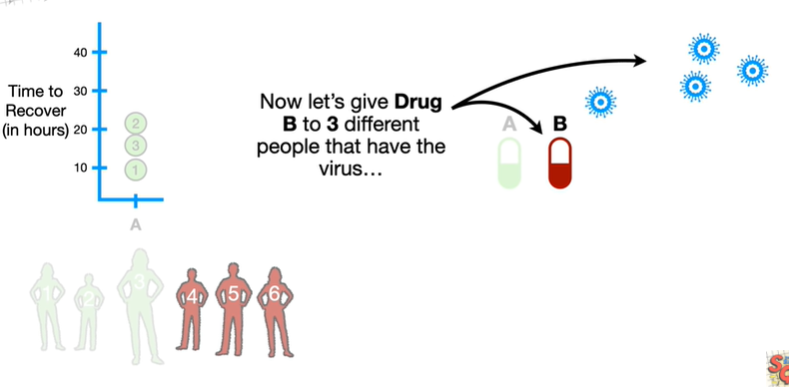 40
Time to 30
Recover
(in hours) 20
10
2
3
1
A
Now let's give Drug
B to 3 different
people that have the
virus…
A B
1 2 3 4 5 6